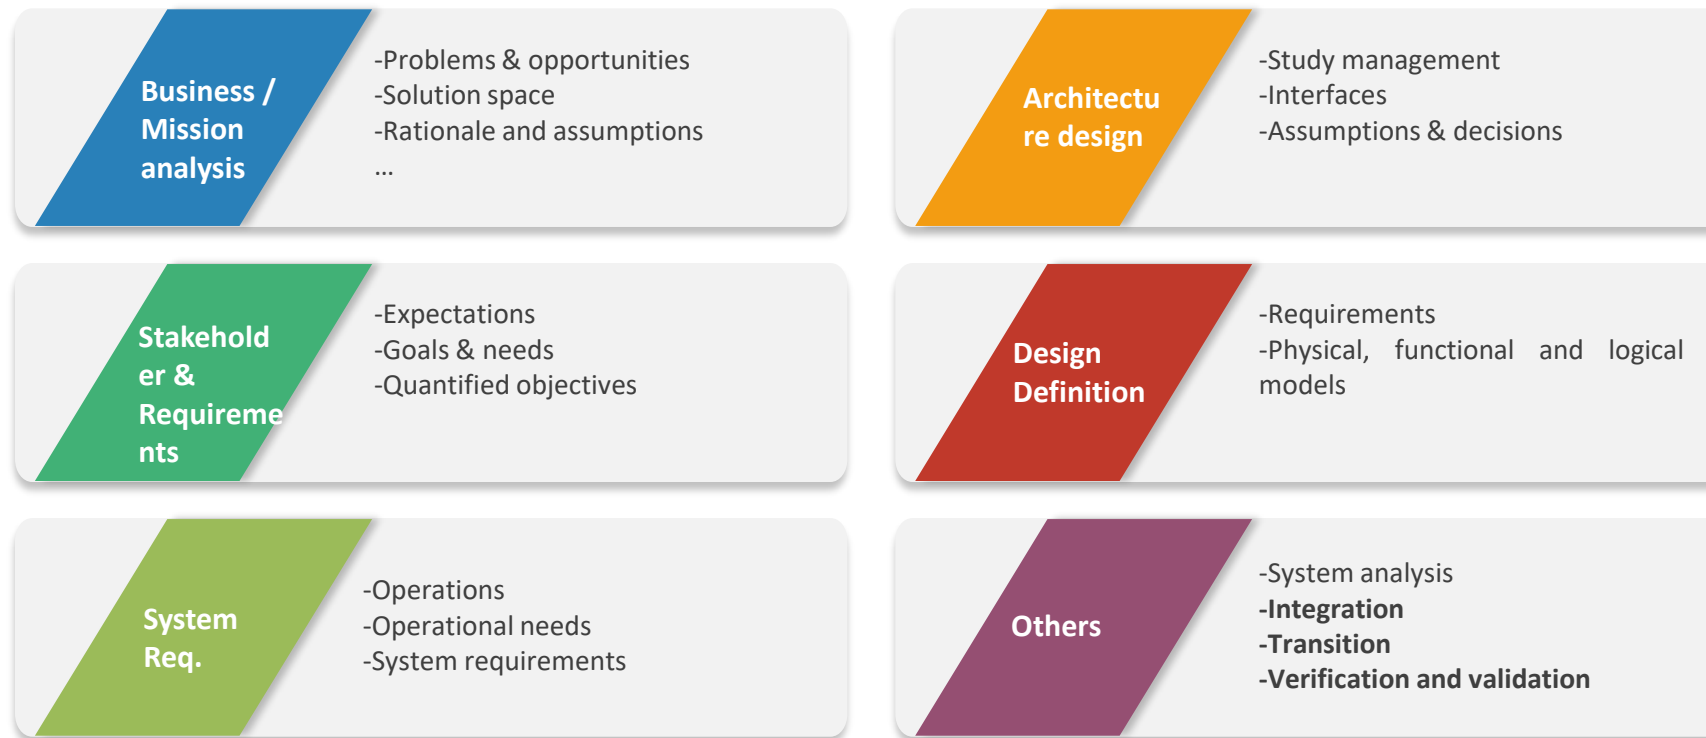 Business /
Mission
analysis
-Problems & opportunities
-Solution space
-Rationale and assumptions
...
Architectu
re design
-Study management
-Interfaces
-Assumptions & decisions
Stakehold
er &
Requireme
nts
-Expectations
-Goals & needs
-Quantified objectives
Design
Definition
-Requirements
-Physical, functional and logical
models
System
Req.
-Operations
-Operational needs
-System requirements
Others
-System analysis
-Integration
-Transition
-Verification and validation